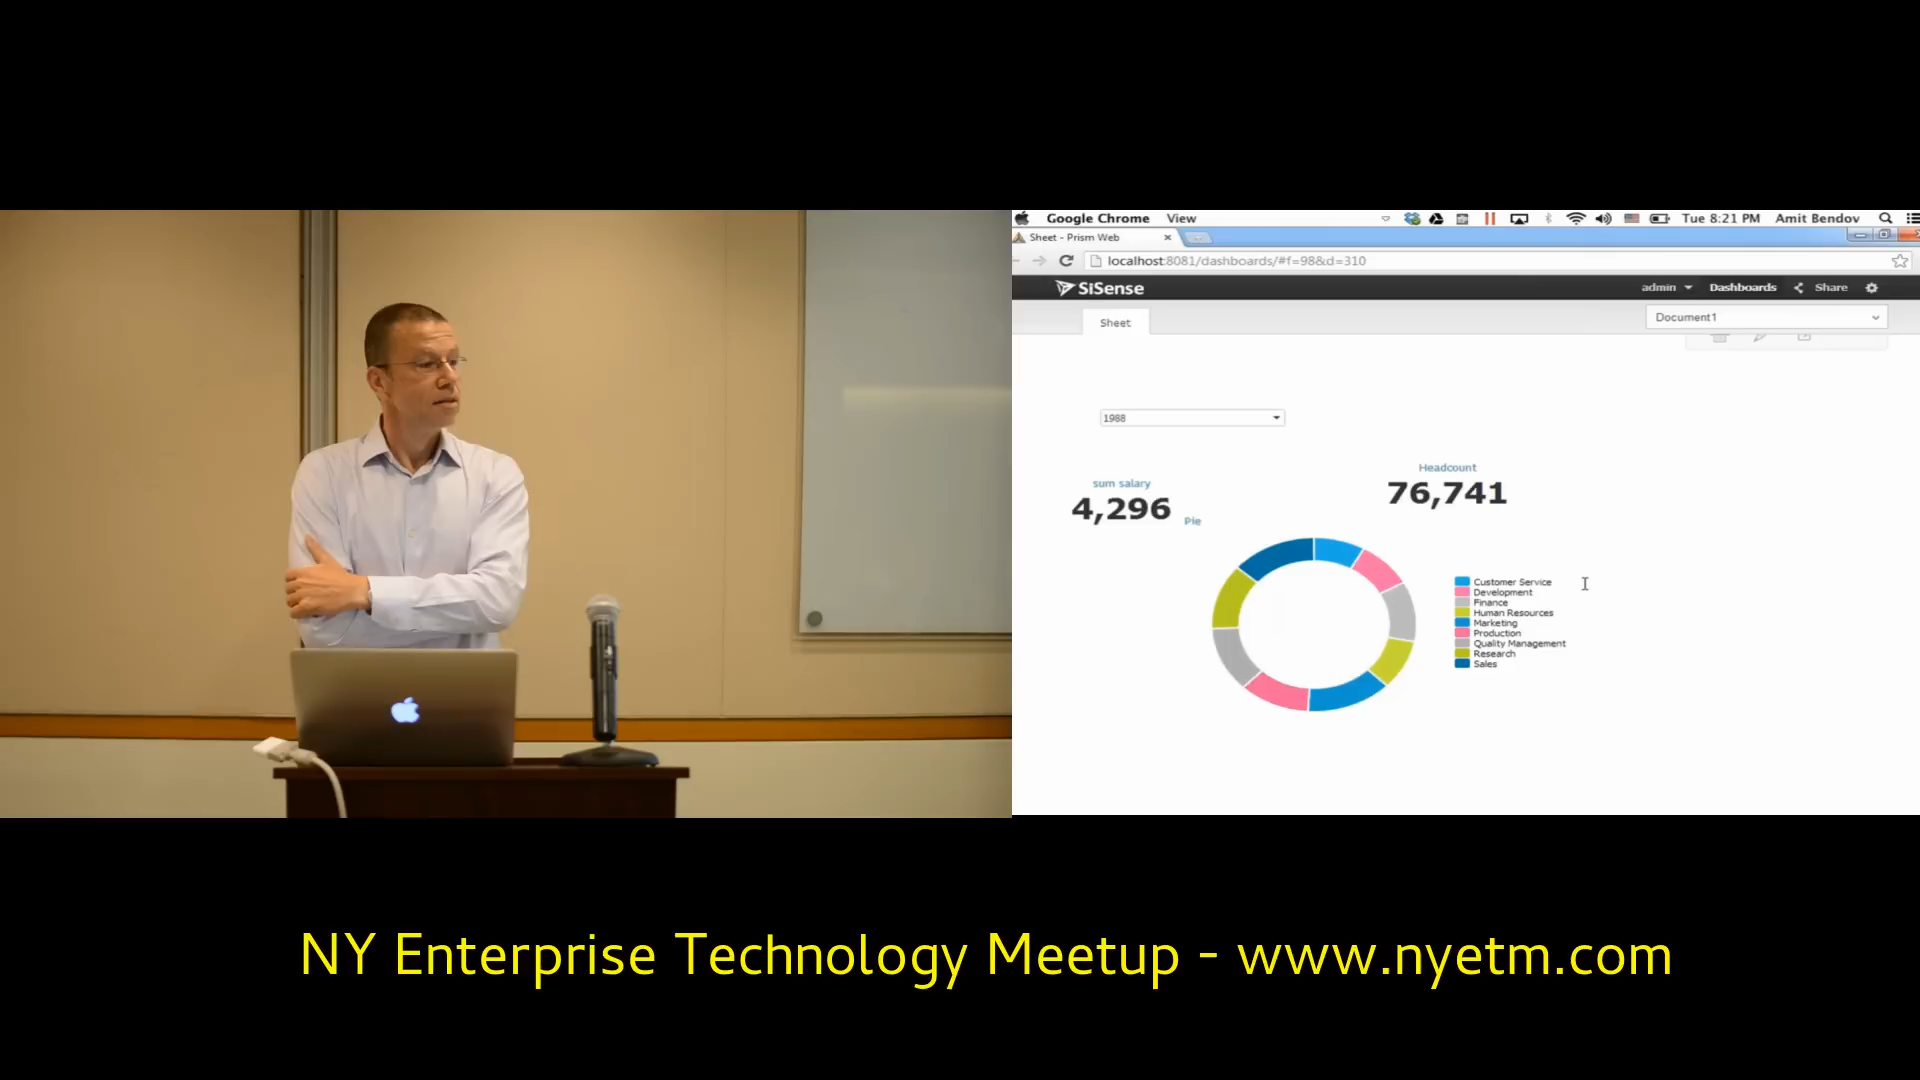 Google Chrome View Tue 8:21 PM Amit Bendov
Sheet - Prism Web
localhost:8081/dashboards/#f=98&d=310
SiSense admin Dashboards Share
Sheet Document1
1988
Headcount
76,741
sum salary
4,296
Pie
Customer Service
Development
Finance
Human Resources
Marketing
Production
Quality Management
Research
Sales
NY Enterprise Technology Meetup - www.nyetm.com